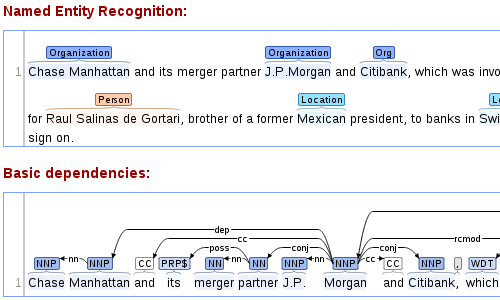 Named Entity Recognition:
Organization Organization Org
1 Chase Manhattan and its merger partner J.P.Morgan and Citibank, which was invo
Person Location Lo
for Raul Salinas de Gortari, brother of a former Mexican president, to banks in Swi
sign on.
Basic dependencies:
dep
cc rcmod
poss conj conj
nn nn nn cc
NNP NNP CC PRP$ NN NN NNP NNP CC NNP , WDT
1 Chase Manhattan and its merger partner J.P. Morgan and Citibank, which